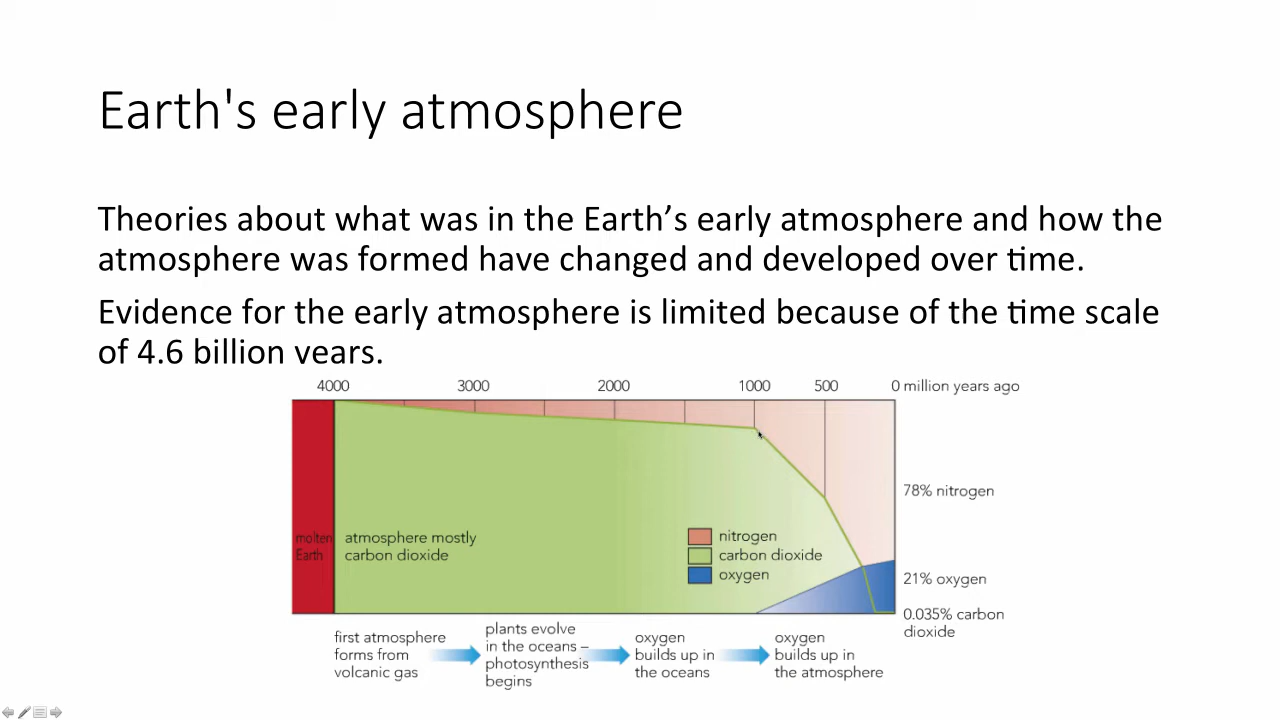 Earth's early atmosphere
Theories about what was in the Earth’s early atmosphere and how the
atmosphere was formed have changed and developed over time.
Evidence for the early atmosphere is limited because of the time scale
of 4.6 billion years.
4000 3000 2000 1000 500 0 million years ago
78% nitrogen
molten
Earth
atmosphere mostly
carbon dioxide
nitrogen
carbon dioxide
oxygen
21% oxygen
0.035% carbon
dioxide
first atmosphere
forms from
volcanic gas
plants evolve
in the oceans –
photosynthesis
begins
oxygen
builds up in
the oceans
oxygen
builds up in
the atmosphere